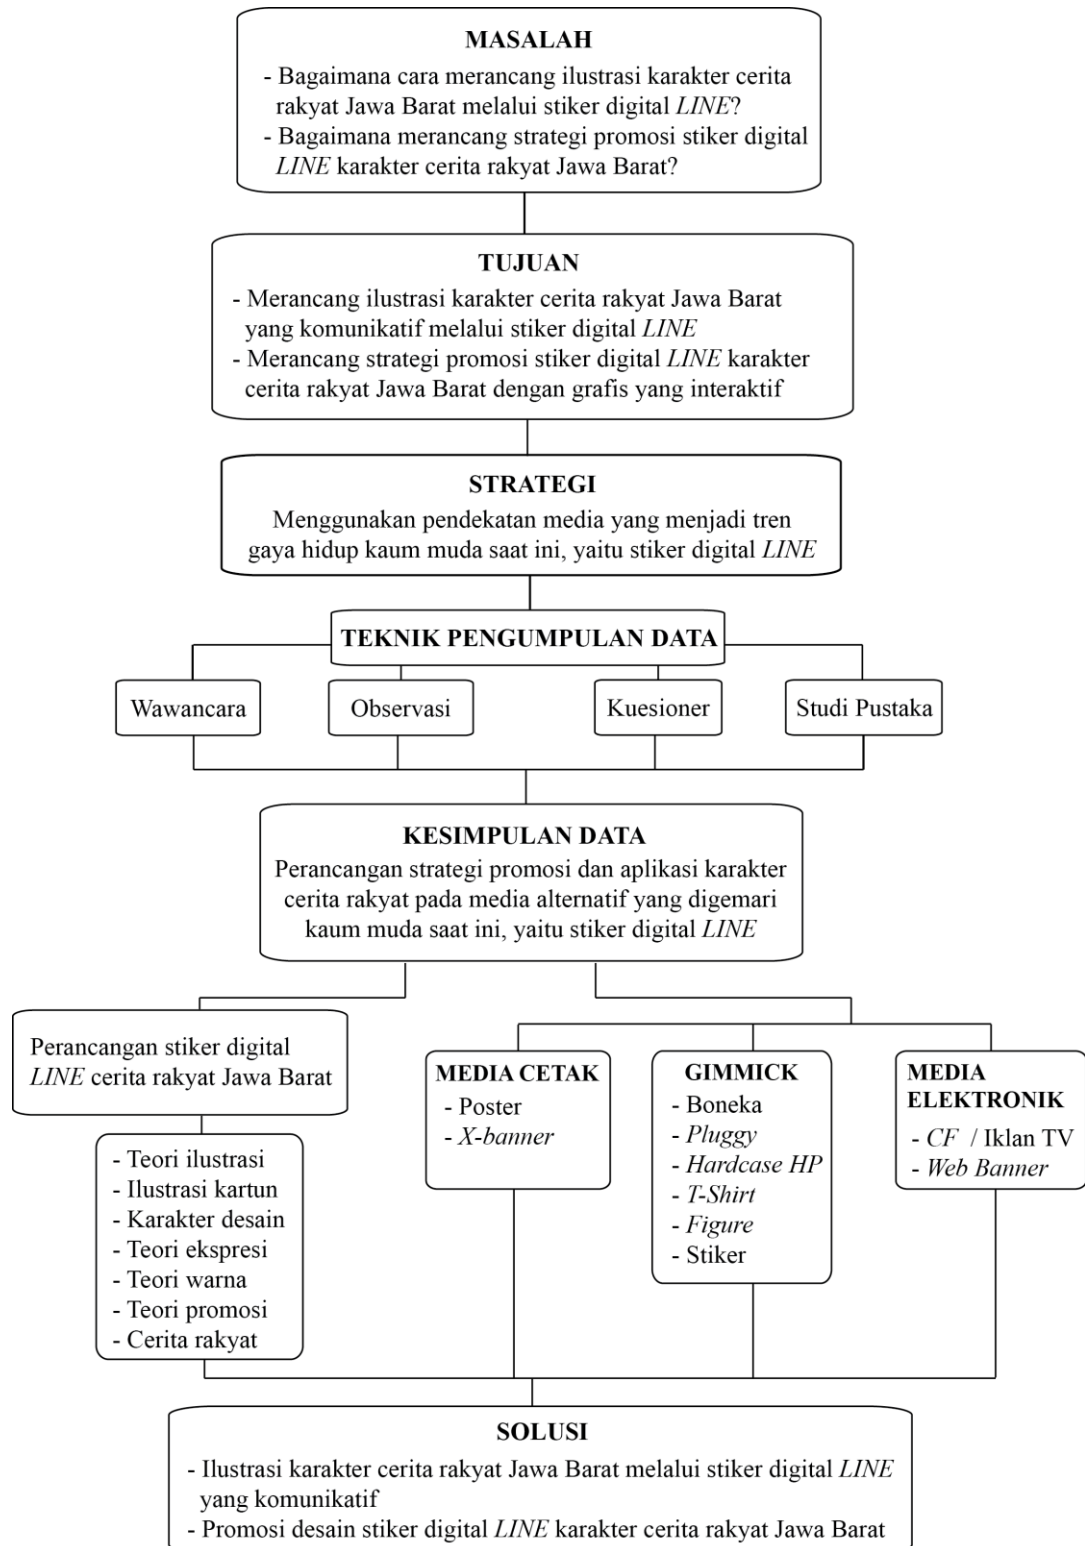 MASALAH
- Bagaimana cara merancang ilustrasi karakter cerita
rakyat Jawa Barat melalui stiker digital LINE?
- Bagaimana merancang strategi promosi stiker digital
LINE karakter cerita rakyat Jawa Barat?
TUJUAN
- Merancang ilustrasi karakter cerita rakyat Jawa Barat
yang komunikatif melalui stiker digital LINE
- Merancang strategi promosi stiker digital LINE karakter
cerita rakyat Jawa Barat dengan grafis yang interaktif
STRATEGI
Menggunakan pendekatan media yang menjadi tren
gaya hidup kaum muda saat ini, yaitu stiker digital LINE
TEKNIK PENGUMPULAN DATA
Wawancara
Observasi
Kuesioner
Studi Pustaka
KESIMPULAN DATA
Perancangan strategi promosi dan aplikasi karakter
cerita rakyat pada media alternatif yang digemari
kaum muda saat ini, yaitu stiker digital LINE
Perancangan stiker digital
LINE cerita rakyat Jawa Barat
- Teori ilustrasi
- Ilustrasi kartun
- Karakter desain
- Teori ekspresi
- Teori warna
- Teori promosi
- Cerita rakyat
MEDIA CETAK
- Poster
- X-banner
GIMMICK
- Boneka
- Pluggy
- Hardcase HP
- T-Shirt
- Figure
- Stiker
MEDIA
ELEKTRONIK
- CF / Iklan TV
- Web Banner
SOLUSI
- Ilustrasi karakter cerita rakyat Jawa Barat melalui stiker digital LINE
yang komunikatif
- Promosi desain stiker digital LINE karakter cerita rakyat Jawa Barat